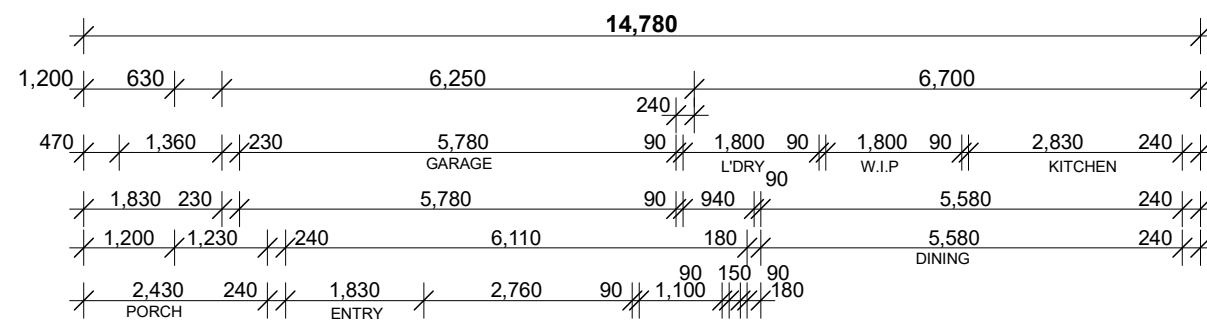 14,780
1,200 630 6,250 6,700
240
470 1,360 230 5,780 90 1,800 90 1,800 90 2,830 240
GARAGE L'DRY W.I.P KITCHEN
90
1,830 230 5,780 90 940 5,580 240
1,200 1,230 240 6,110 180 5,580 240
DINING
90 150 90
2,430 240 1,830 2,760 90 1,100 180
PORCH ENTRY